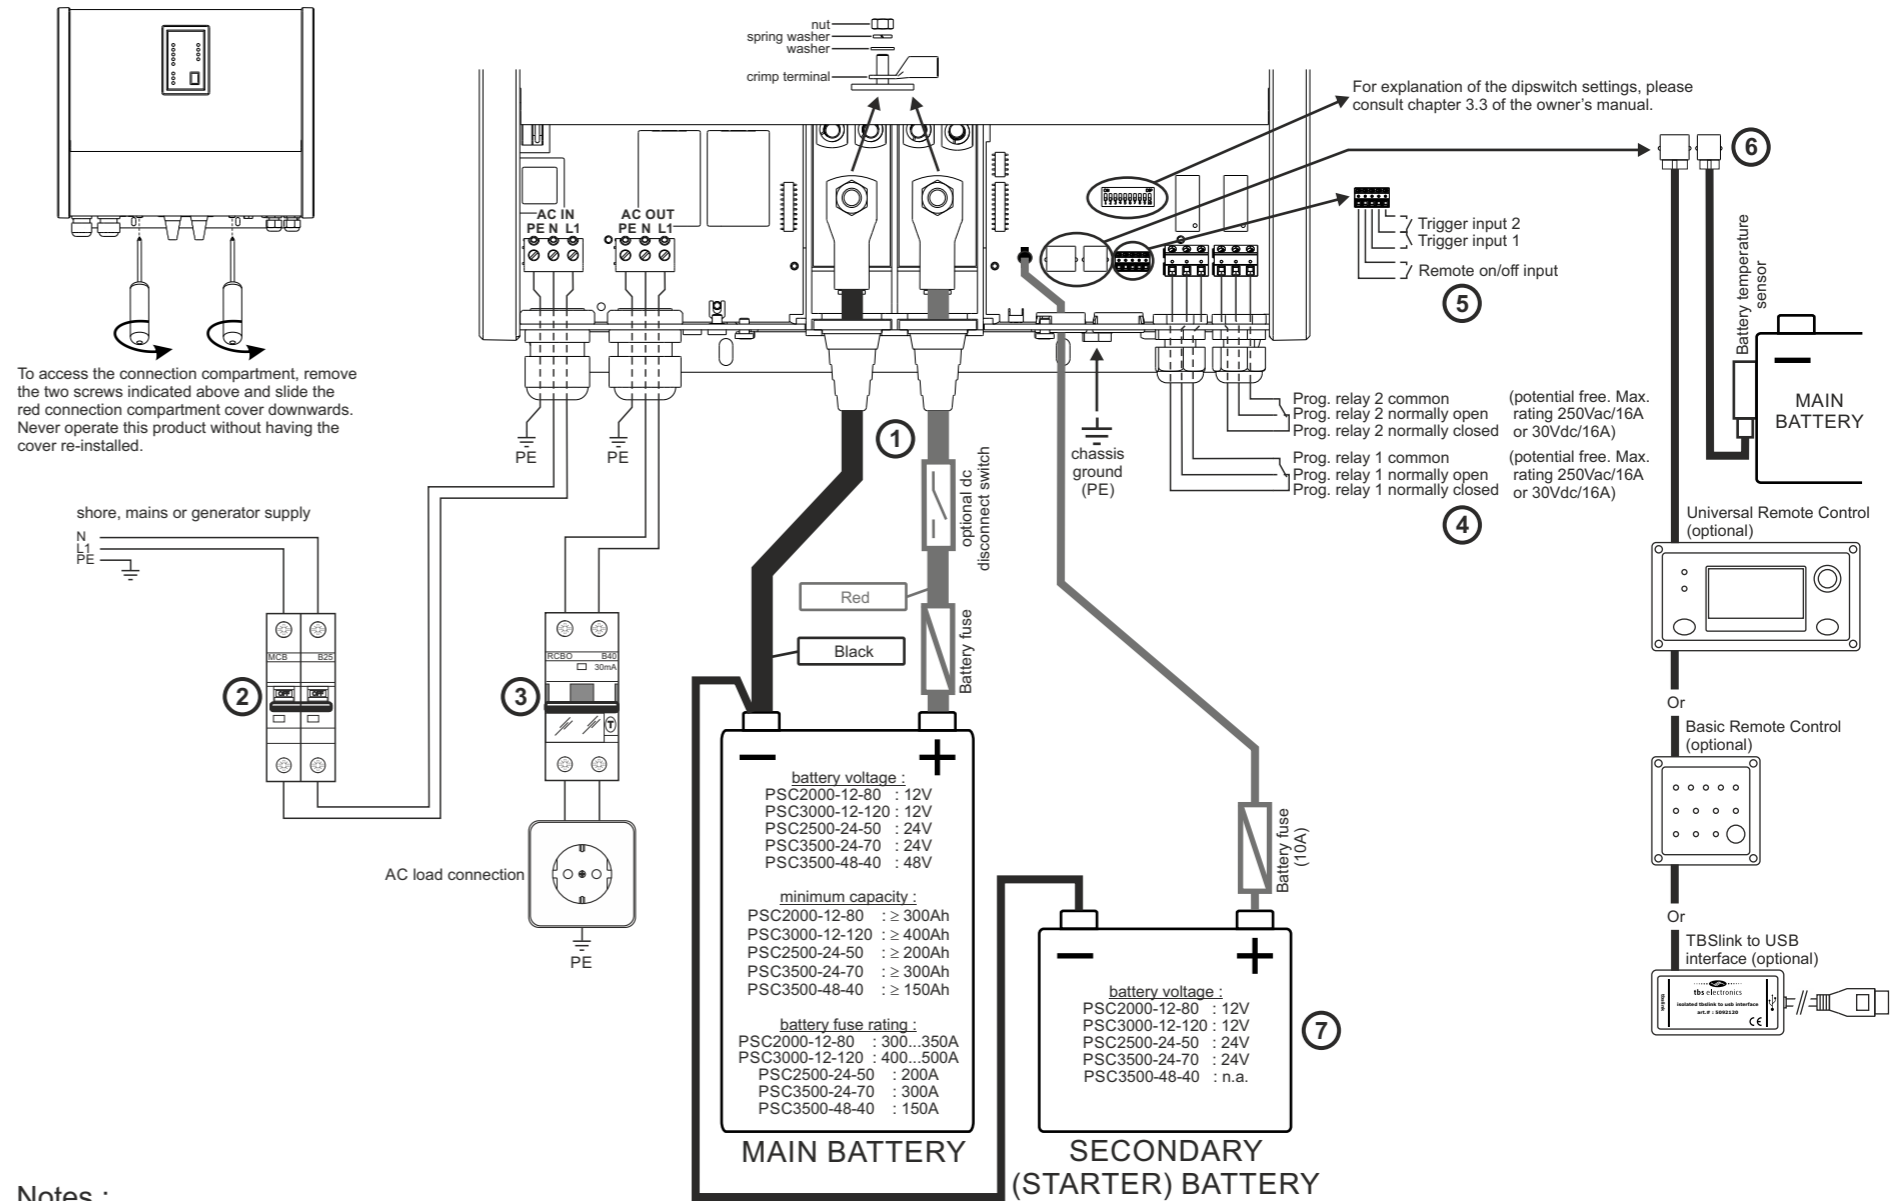 nut
spring washer
washer
crimp terminal
For explanation of the dipswitch settings, please
consult chapter 3.3 of the owner's manual.
6
AC IN
PE N L1
AC OUT
PE N L1
Trigger input 2
Trigger input 1
Remote on/off input
5
Battery temperature
sensor
MAIN
BATTERY
To access the connection compartment, remove
the two screws indicated above and slide the
red connection compartment cover downwards.
Never operate this product without having the
cover re-installed.
PE
PE
1
chassis
ground
(PE)
Prog. relay 2 common
Prog. relay 2 normally open
Prog. relay 2 normally closed
(potential free. Max.
rating 250Vac/16A
or 30Vdc/16A)
Prog. relay 1 common
Prog. relay 1 normally open
Prog. relay 1 normally closed
(potential free. Max.
rating 250Vac/16A
or 30Vdc/16A)
4
optional dc
disconnect switch
shore, mains or generator supply
N
L1
PE
Universal Remote Control
(optional)
Red
Black
Battery fuse
MCB B25
OFF OFF
2
RCBO B40
30mA
T
3
Or
Basic Remote Control
(optional)
AC load connection
PE
battery voltage :
PSC2000-12-80 : 12V
PSC3000-12-120 : 12V
PSC2500-24-50 : 24V
PSC3500-24-70 : 24V
PSC3500-48-40 : 48V
minimum capacity :
PSC2000-12-80 : ≥ 300Ah
PSC3000-12-120 : ≥ 400Ah
PSC2500-24-50 : ≥ 200Ah
PSC3500-24-70 : ≥ 300Ah
PSC3500-48-40 : ≥ 150Ah
battery fuse rating :
PSC2000-12-80 : 300...350A
PSC3000-12-120 : 400...500A
PSC2500-24-50 : 200A
PSC3500-24-70 : 300A
PSC3500-48-40 : 150A
MAIN BATTERY
Battery fuse
(10A)
battery voltage :
PSC2000-12-80 : 12V
PSC3000-12-120 : 12V
PSC2500-24-50 : 24V
PSC3500-24-70 : 24V
PSC3500-48-40 : n.a.
7
SECONDARY
(STARTER) BATTERY
Or
TBSlink to USB
interface (optional)
tbslink
tbs electronics
isolated tbslink to usb interface
art.# : 5092120
CE
Notes :